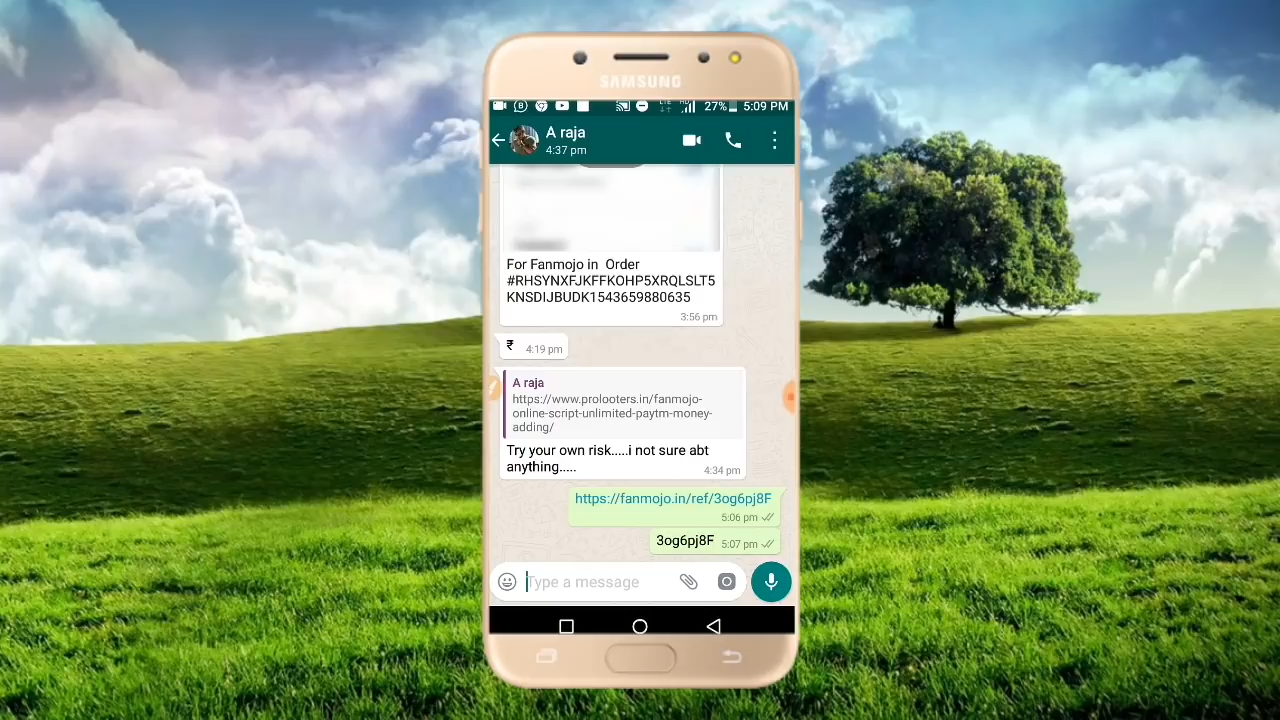 SAMSUNG
27% 5:09 PM
A raja
4:37 pm
For Fanmojo in Order
#RHSYNXFJKFFKOHP5XRQLSLT5
KNSDIJBUDK1543659880635
3:56 pm
₹ 4:19 pm
A raja
https://www.prolooters.in/fanmojo-
online-script-unlimited-paytm-money-
adding/
Try your own risk.....i not sure abt
anything.....
4:34 pm
https://fanmojo.in/ref/3og6pj8F
5:06 pm
3og6pj8F 5:07 pm
Type a message